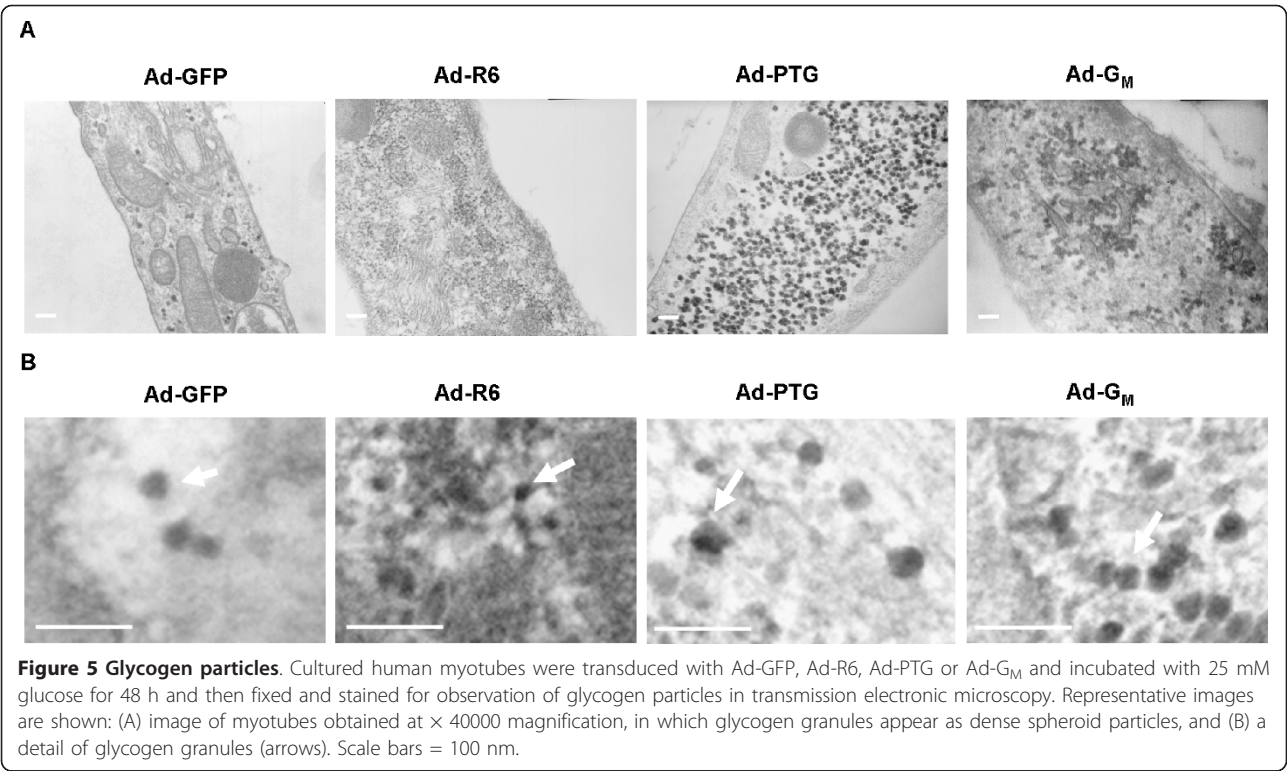 A
Ad-GFP Ad-R6 Ad-PTG Ad-GM
B
Ad-GFP Ad-R6 Ad-PTG Ad-GM
Figure 5 Glycogen particles. Cultured human myotubes were transduced with Ad-GFP, Ad-R6, Ad-PTG or Ad-GM and incubated with 25 mM
glucose for 48 h and then fixed and stained for observation of glycogen particles in transmission electronic microscopy. Representative images
are shown: (A) image of myotubes obtained at × 40000 magnification, in which glycogen granules appear as dense spheroid particles, and (B) a
detail of glycogen granules (arrows). Scale bars = 100 nm.